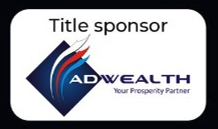 Title sponsor
ADWEALTH
Your Prosperity Partner